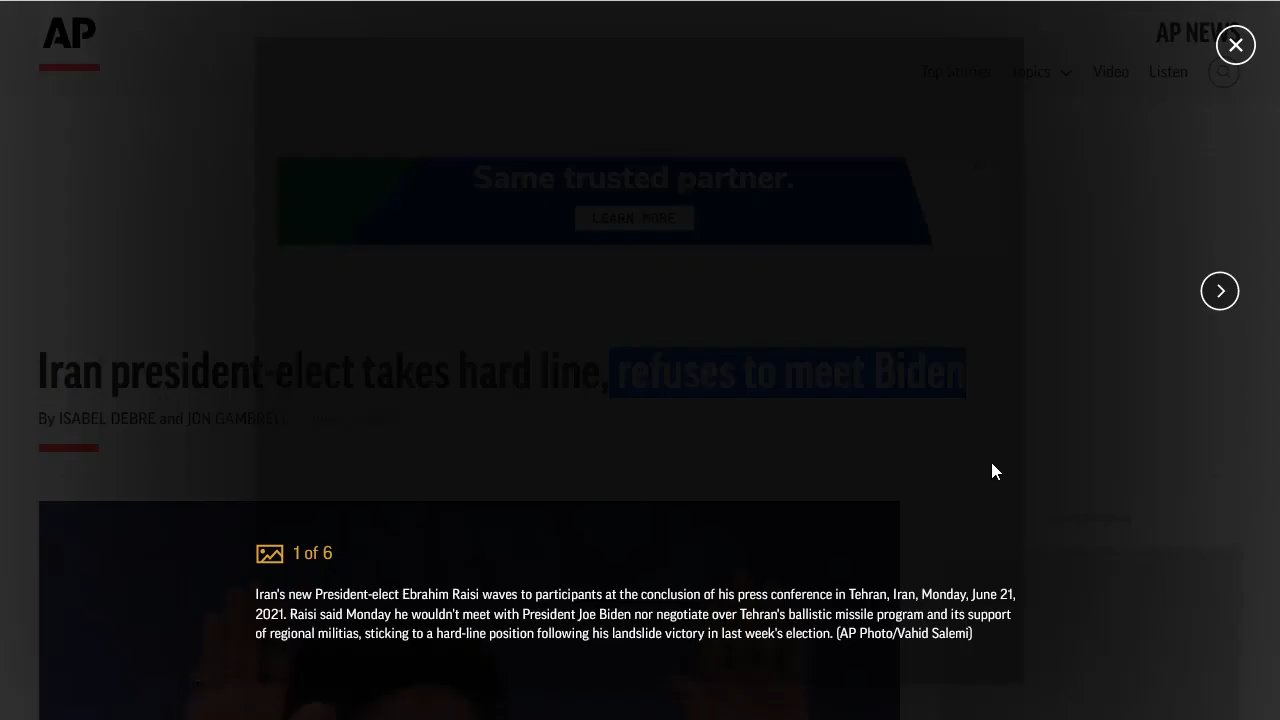 AP
AP NEWS
Top Stories Topics Video Listen
Same trusted partner.
LEARN MORE
Iran president-elect takes hard line, refuses to meet Biden
By ISABEL DEBRE and JON GAMBRELL
1 of 6
Iran's new President-elect Ebrahim Raisi waves to participants at the conclusion of his press conference in Tehran, Iran, Monday, June 21,
2021. Raisi said Monday he wouldn't meet with President Joe Biden nor negotiate over Tehran's ballistic missile program and its support
of regional militias, sticking to a hard-line position following his landslide victory in last week's election. (AP Photo/Vahid Salemi)